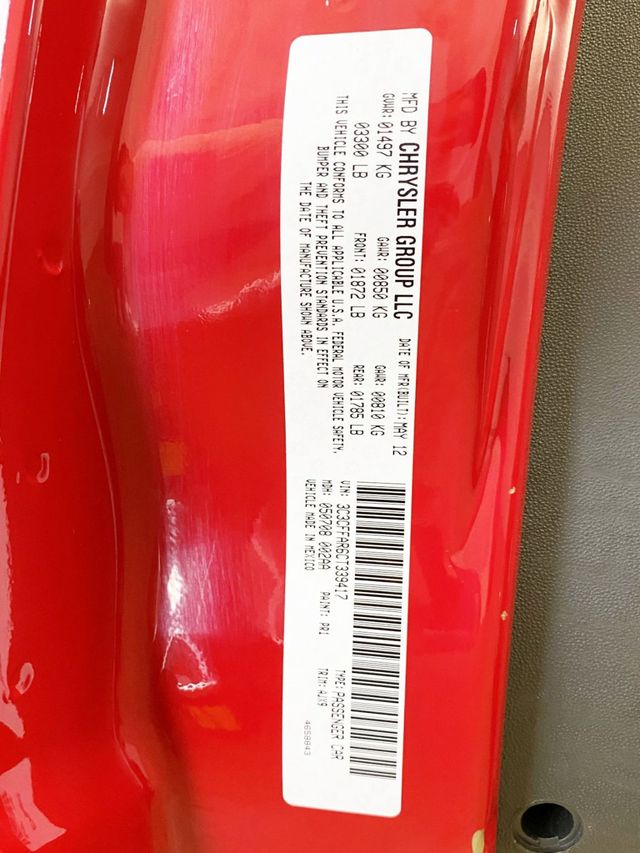 MFD BY CHRYSLER GROUP LLC DATE OF MFR(BUILT): MAY 12
GVWR: 01497 KG GAWR: 00850 KG GAWR: 00810 KG
03300 LB FRONT: 01872 LB REAR: 01785 LB
THIS VEHICLE CONFORMS TO ALL APPLICABLE U.S.A. FEDERAL MOTOR VEHICLE SAFETY,
BUMPER AND THEFT PREVENTION STANDARDS IN EFFECT ON
THE DATE OF MANUFACTURE SHOWN ABOVE.
VIN: 3C3CFFAR6CT339417 TYPE: PASSENGER CAR
MDH: 050708 002AA PAINT: PR1 TRIM: AJX9
VEHICLE MADE IN MEXICO
4658843